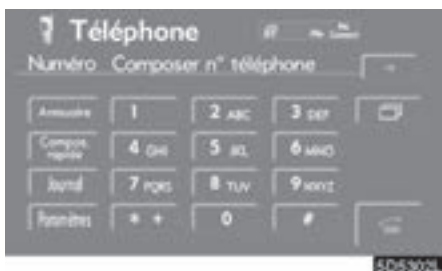 Téléphone
Numéro Composer n° téléphone
Annuaire 1 2 ABC 3 DEF
Compos. rapide 4 GHI 5 JKL 6 MNO
Journal 7 PQRS 8 TUV 9 WXYZ
Paramètres * + 0 #
5D53023